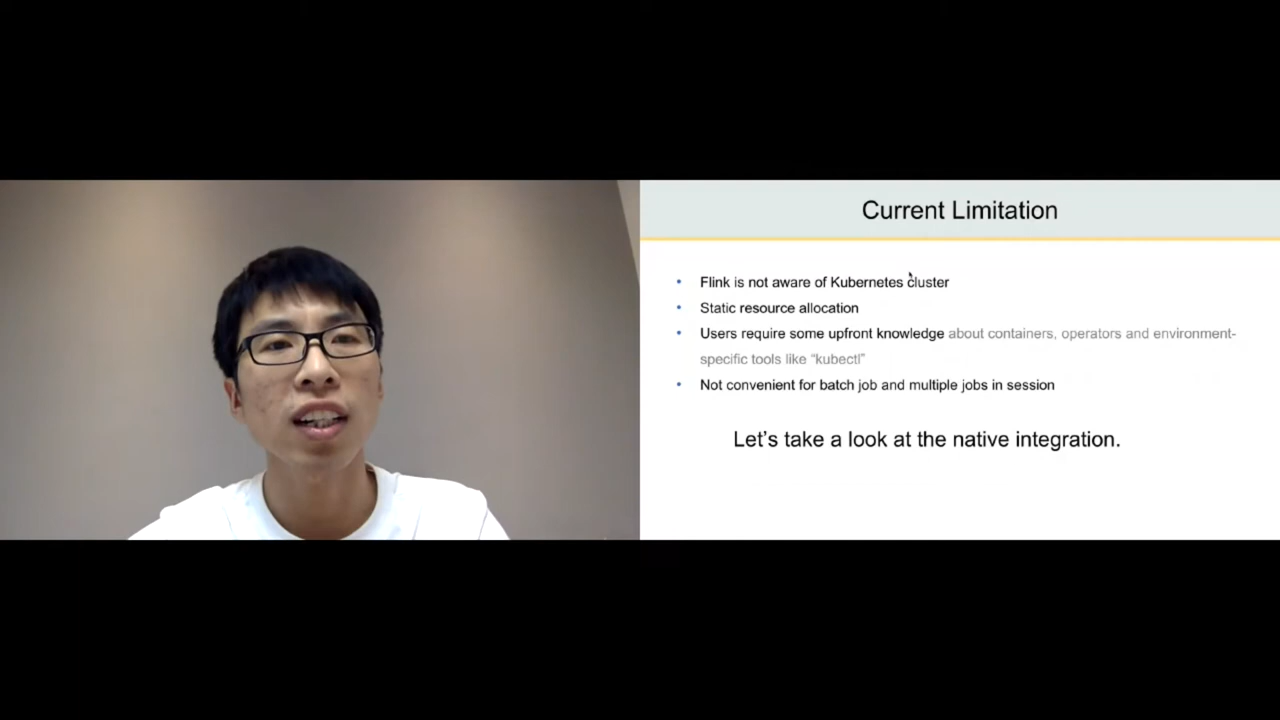 Current Limitation
• Flink is not aware of Kubernetes cluster
• Static resource allocation
• Users require some upfront knowledge about containers, operators and environment-
specific tools like “kubectl”
• Not convenient for batch job and multiple jobs in session
Let’s take a look at the native integration.